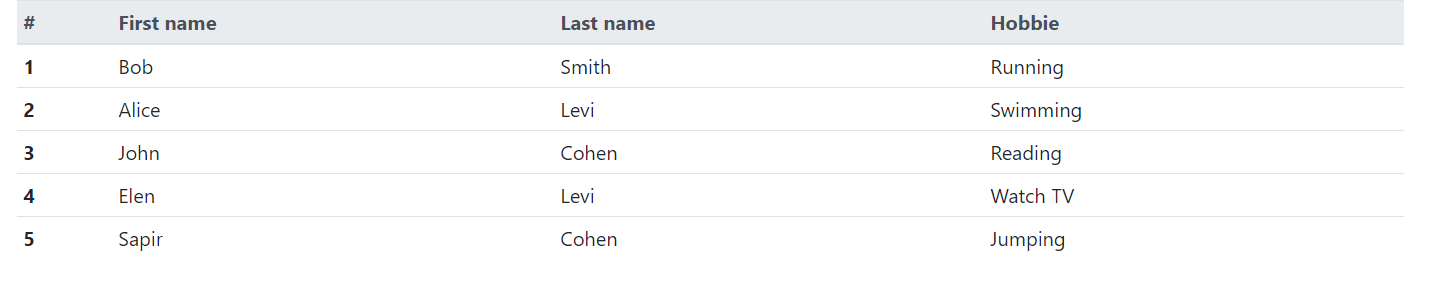 # First name Last name Hobbie
1 Bob Smith Running
2 Alice Levi Swimming
3 John Cohen Reading
4 Elen Levi Watch TV
5 Sapir Cohen Jumping